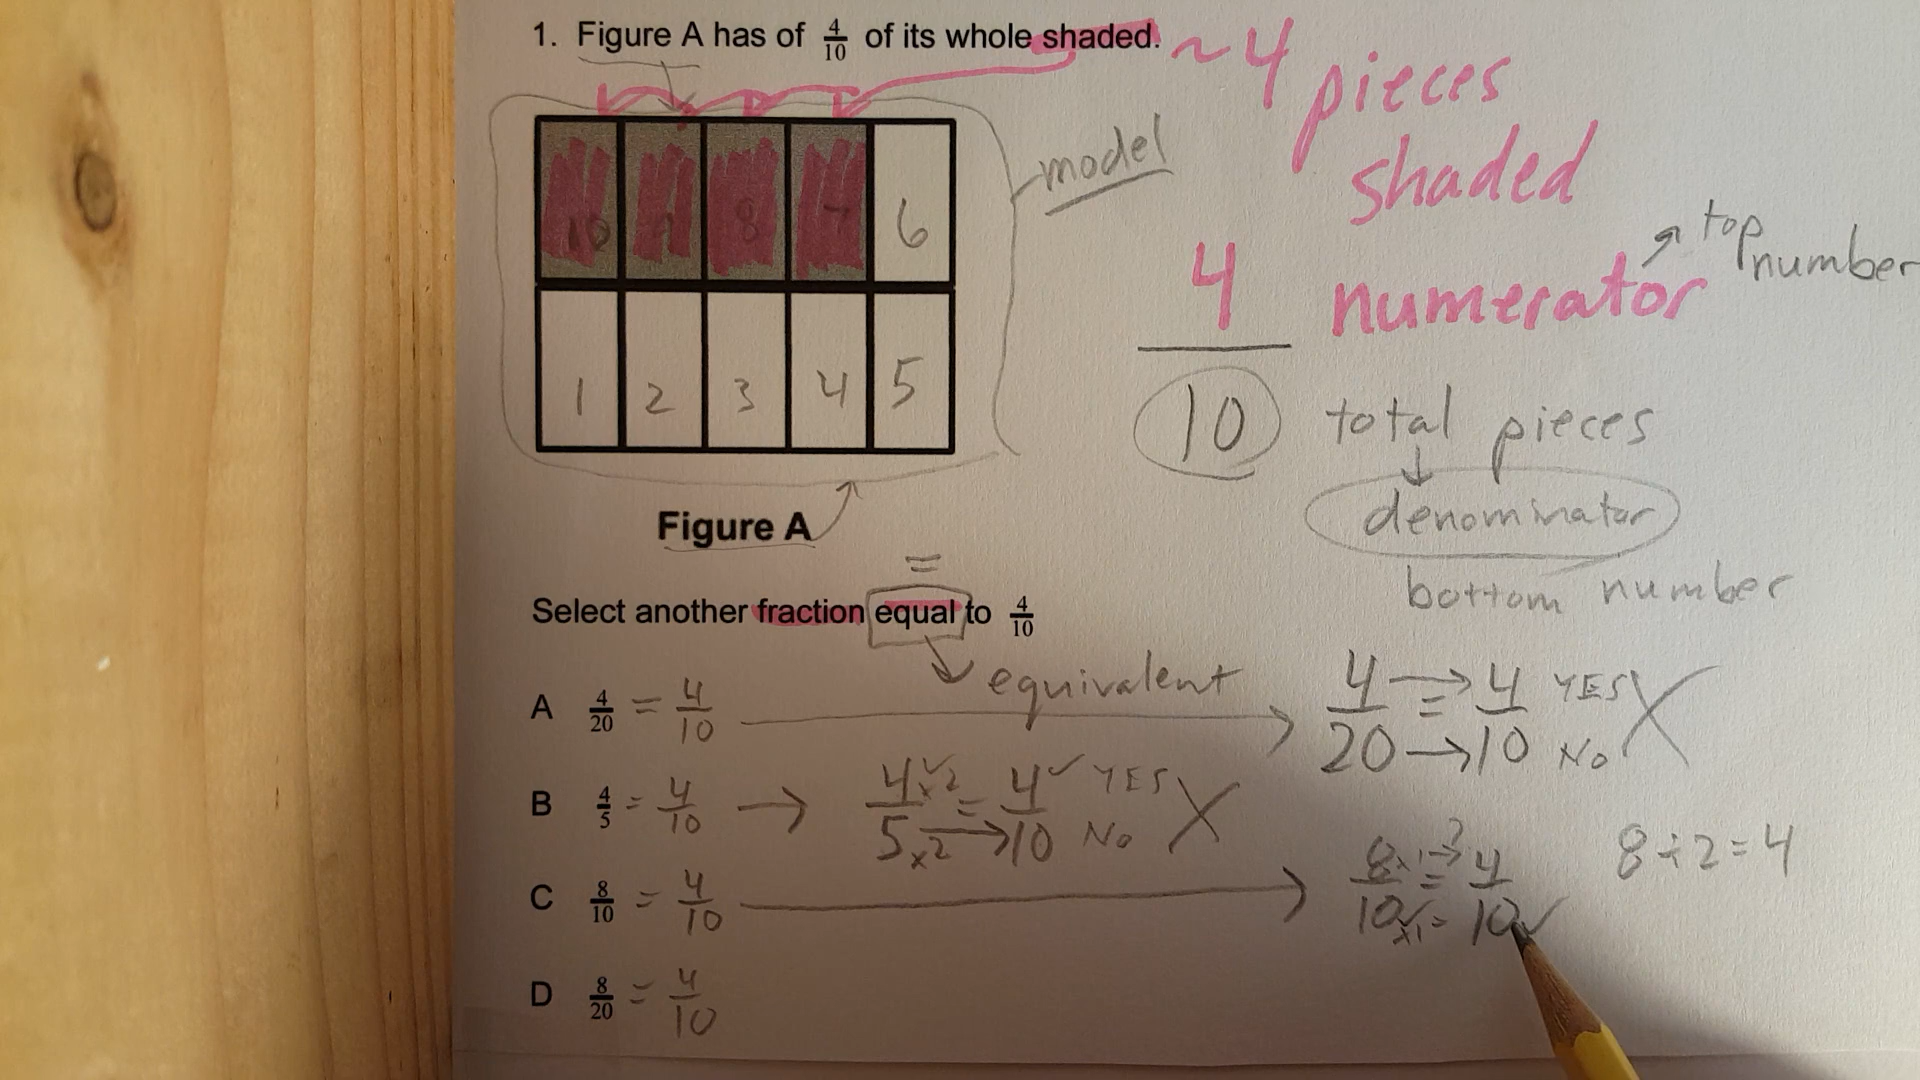 1. Figure A has of 4/10 of its whole shaded. ~ 4 pieces
shaded
10 9 8 7 6
1 2 3 4 5
model
4 numerator
top
number
10 total pieces
denominator
bottom number
Figure A
=
Select another fraction equal to 4/10
equivalent
A 4/20 = 4/10
4/20 = 4/10 YES
No X
B 4/5 = 4/10 → 4 x2/5 x2 = 4/10 YES
No X
C 8/10 = 4/10
8 x1/10 x1 = 4/10
?
8 ÷ 2 = 4
D 8/20 = 4/10